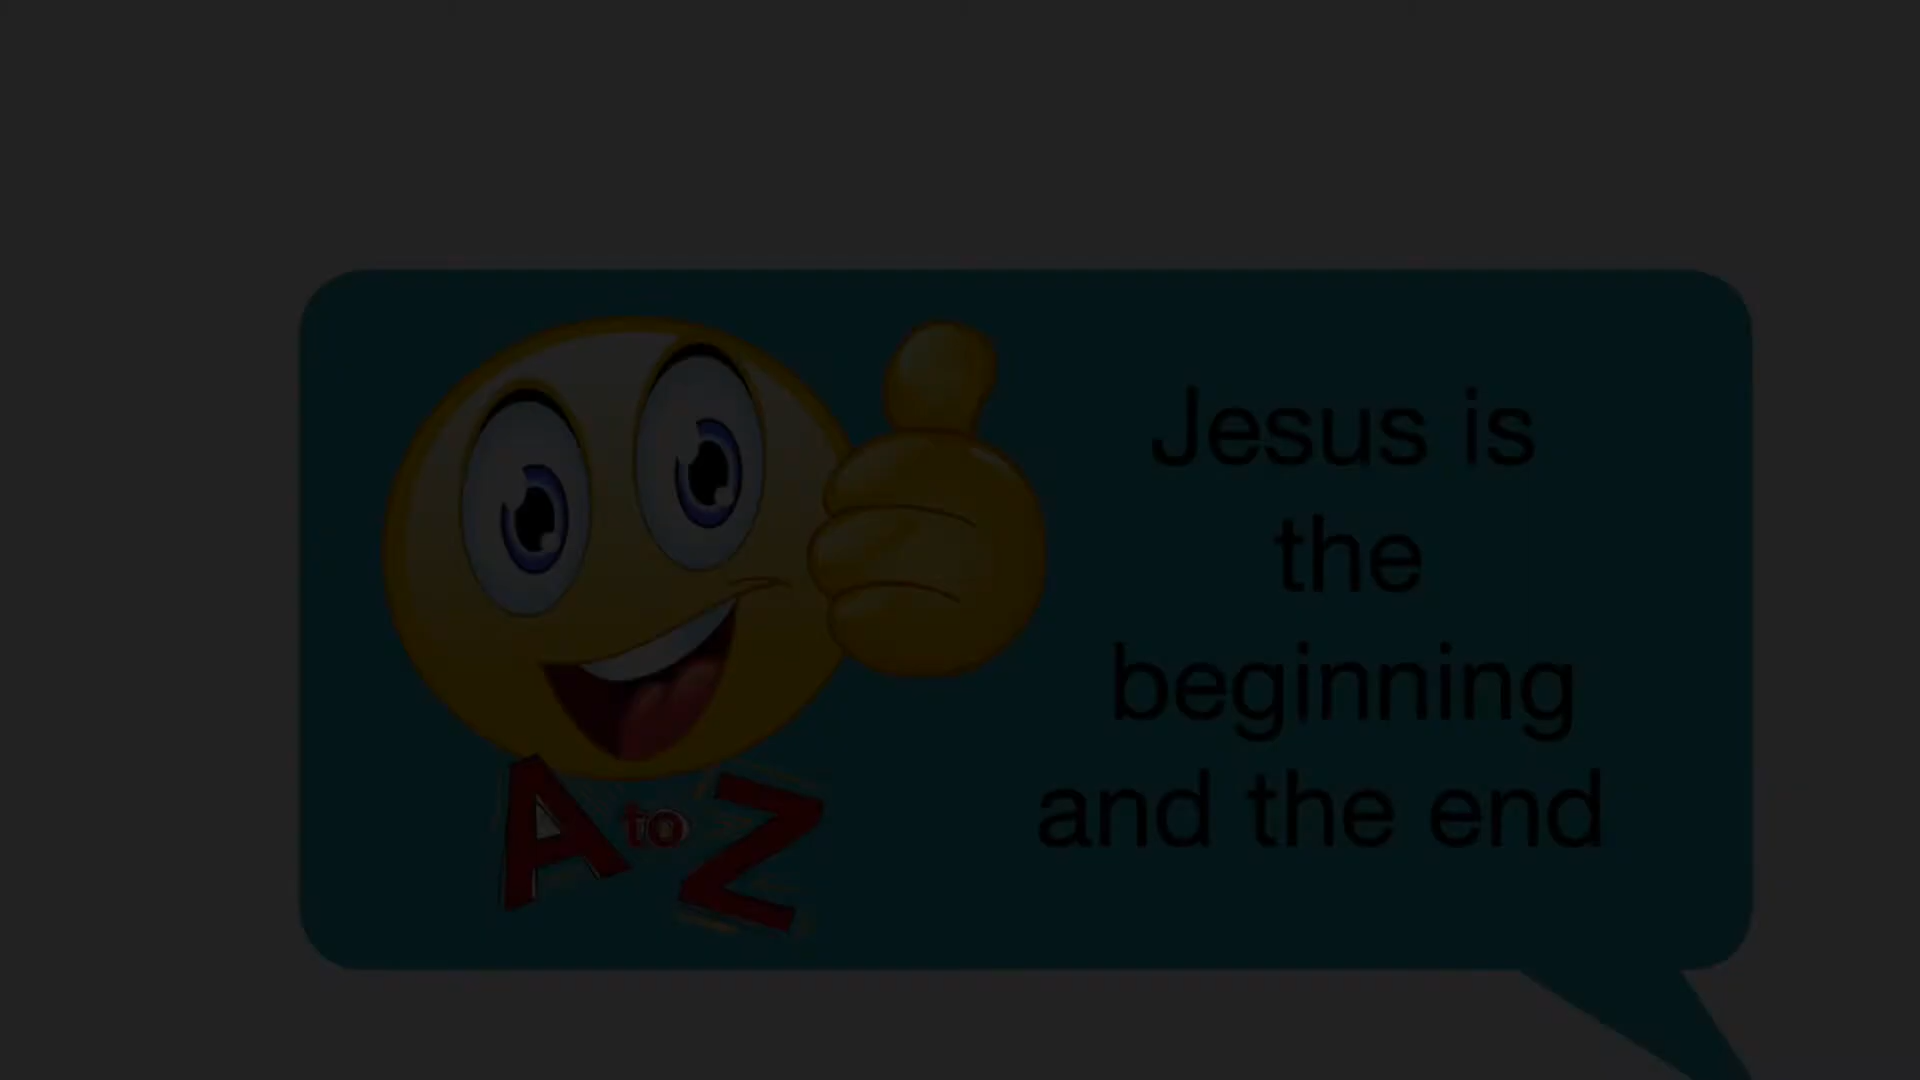 Jesus is
the
beginning
and the end
A to Z